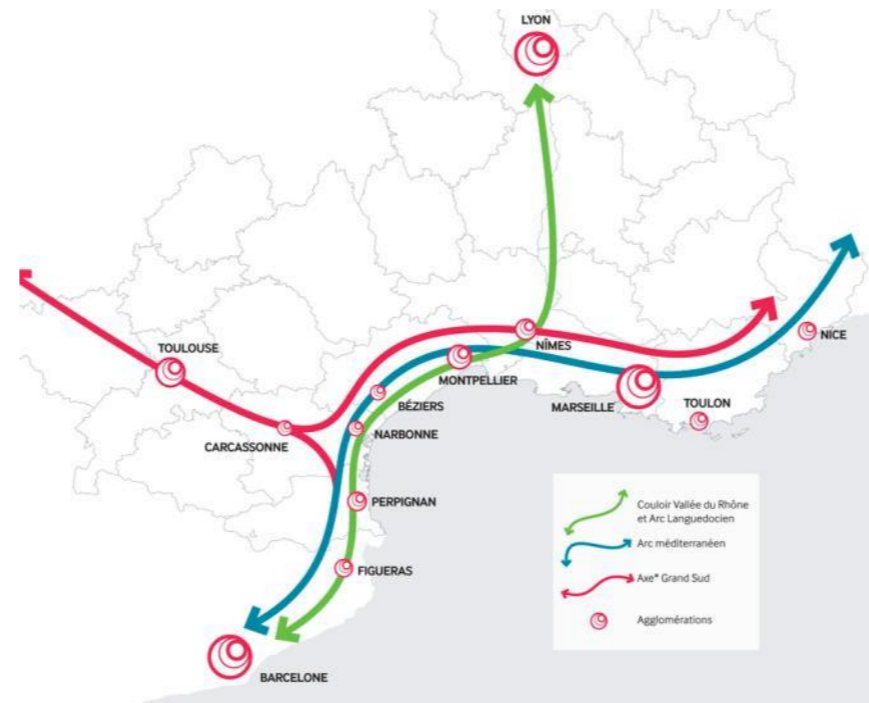 LYON
TOULOUSE
NÎMES
NICE
MONTPELLIER
BÉZIERS
MARSEILLE
TOULON
CARCASSONNE
NARBONNE
PERPIGNAN
FIGUERAS
BARCELONE
Couloir Vallée du Rhône
et Arc Languedocien
Arc méditerranéen
Axe* Grand Sud
Agglomérations